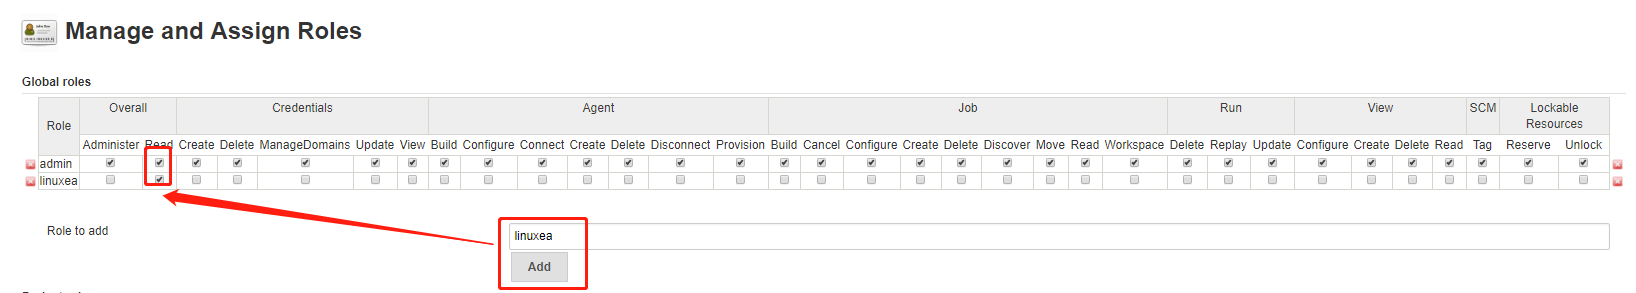 Manage and Assign Roles
Global roles
Role Overall Credentials Agent Job Run View SCM Lockable Resources
Administer Read Create Delete ManageDomains Update View Build Configure Connect Create Delete Disconnect Provision Build Cancel Configure Create Delete Discover Move Read Workspace Delete Replay Update Configure Create Delete Read Tag Reserve Unlock
admin
linuxea
Role to add linuxea
Add